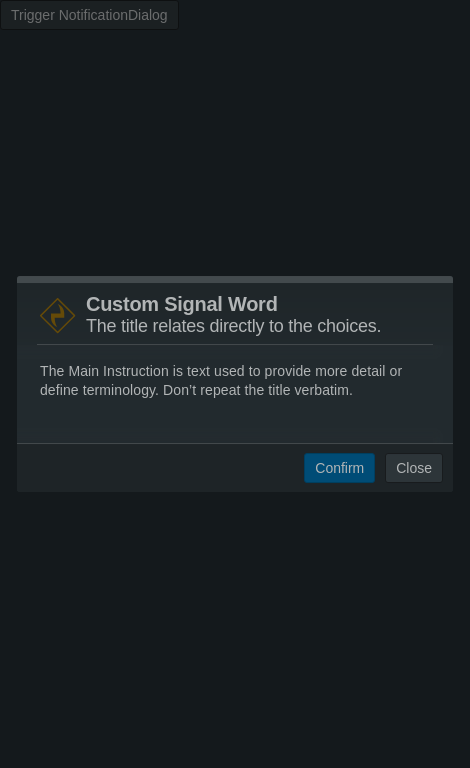 Trigger NotificationDialog
Custom Signal Word
The title relates directly to the choices.
The Main Instruction is text used to provide more detail or
define terminology. Don’t repeat the title verbatim.
Confirm
Close